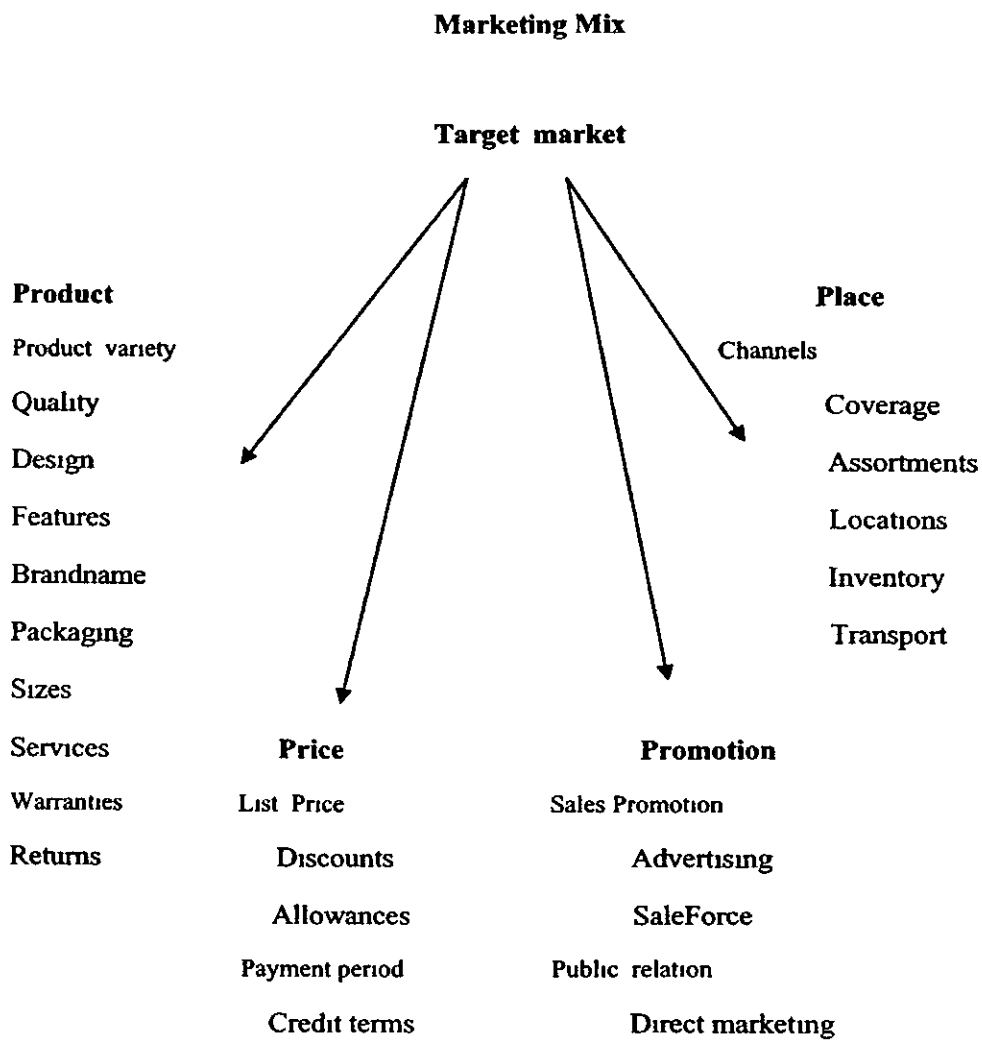 Marketing Mix
Target market
Product
Product variety
Quality
Design
Features
Brandname
Packaging
Sizes
Services
Warranties
Returns
Price
List Price
Discounts
Allowances
Payment period
Credit terms
Promotion
Sales Promotion
Advertising
SaleForce
Public relation
Direct marketing
Place
Channels
Coverage
Assortments
Locations
Inventory
Transport